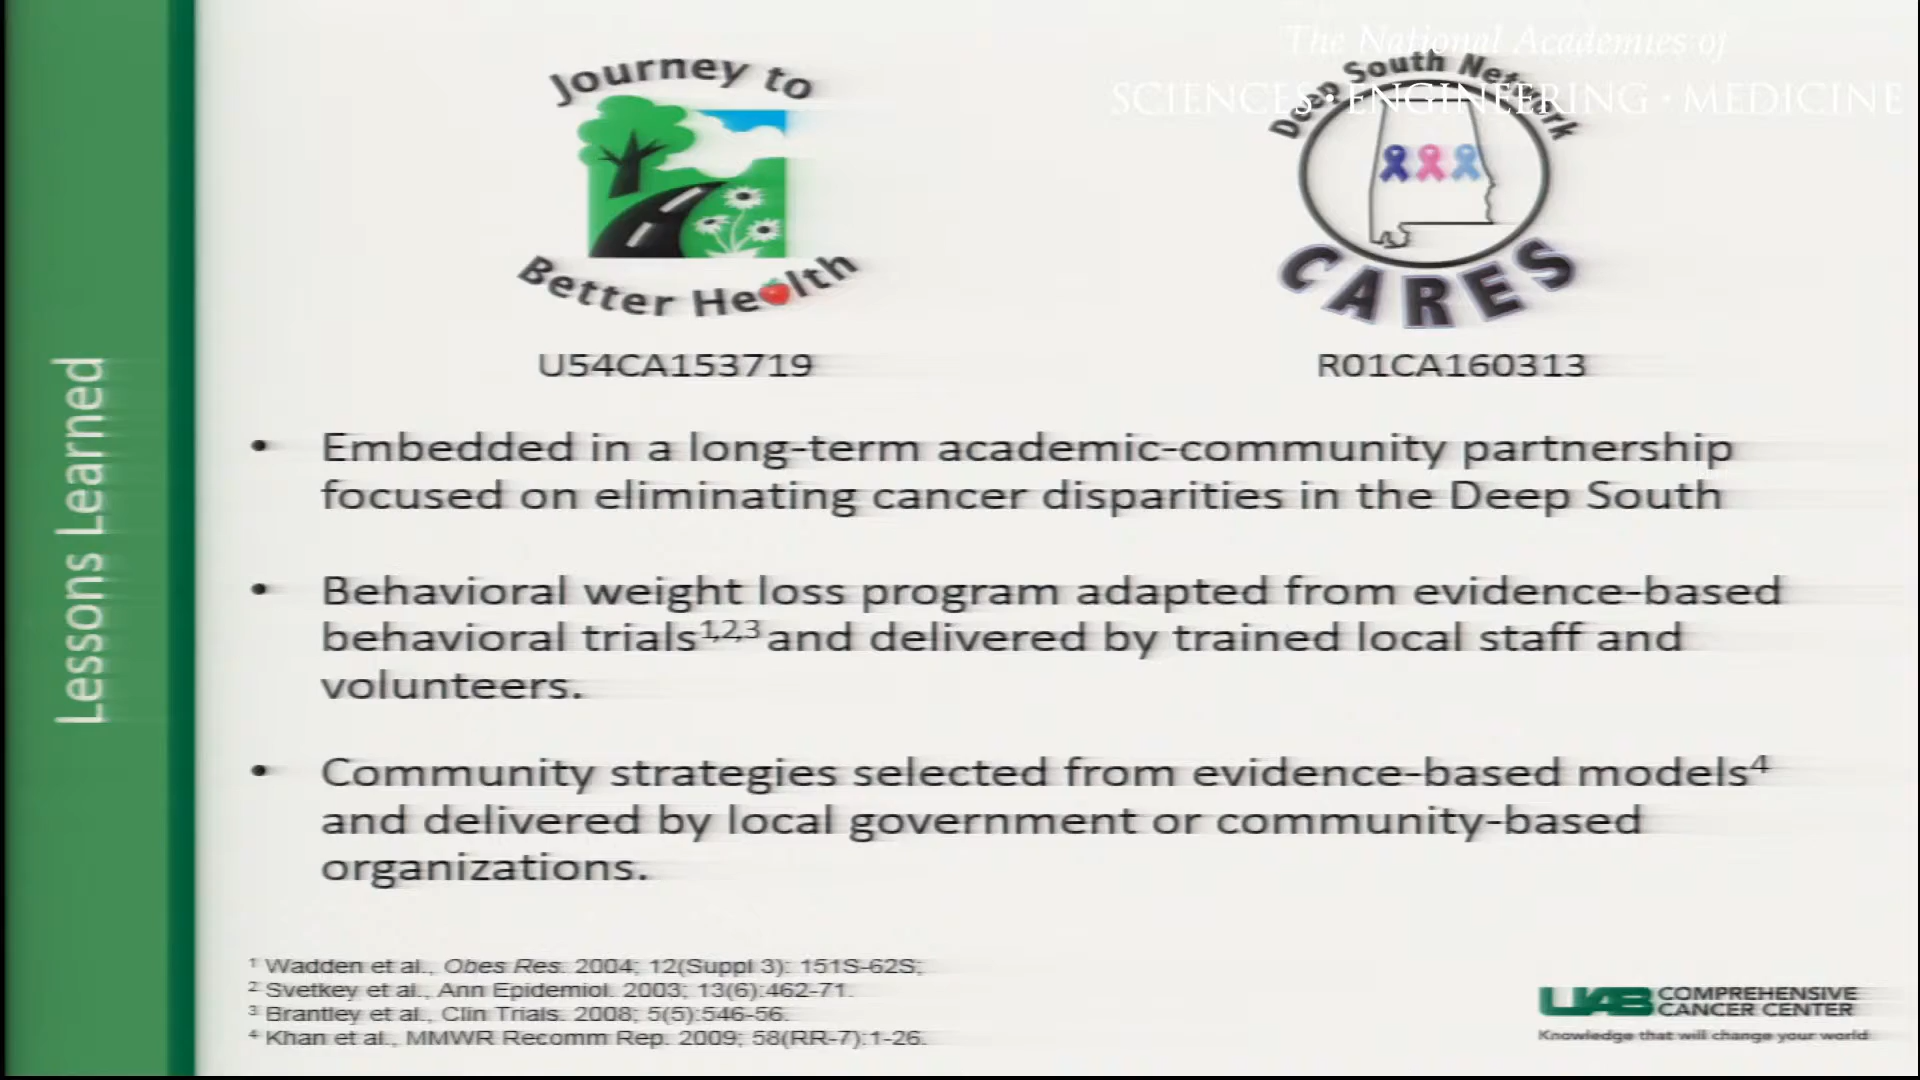 The National Academies of
SCIENCES · ENGINEERING · MEDICINE
Journey to
Better Health
Deep South Network
CARES
U54CA153719
R01CA160313
Lessons Learned
• Embedded in a long-term academic-community partnership
focused on eliminating cancer disparities in the Deep South
• Behavioral weight loss program adapted from evidence-based
behavioral trials1,2,3 and delivered by trained local staff and
volunteers.
• Community strategies selected from evidence-based models4
and delivered by local government or community-based
organizations.
1 Wadden et al., Obes Res. 2004; 12(Suppl 3): 151S-62S;
2 Svetkey et al., Ann Epidemiol. 2003; 13(6):462-71.
3 Brantley et al., Clin Trials. 2008; 5(5):546-56.
4 Khan et al., MMWR Recomm Rep. 2009; 58(RR-7):1-26.
UAB COMPREHENSIVE
CANCER CENTER
Knowledge that will change your world